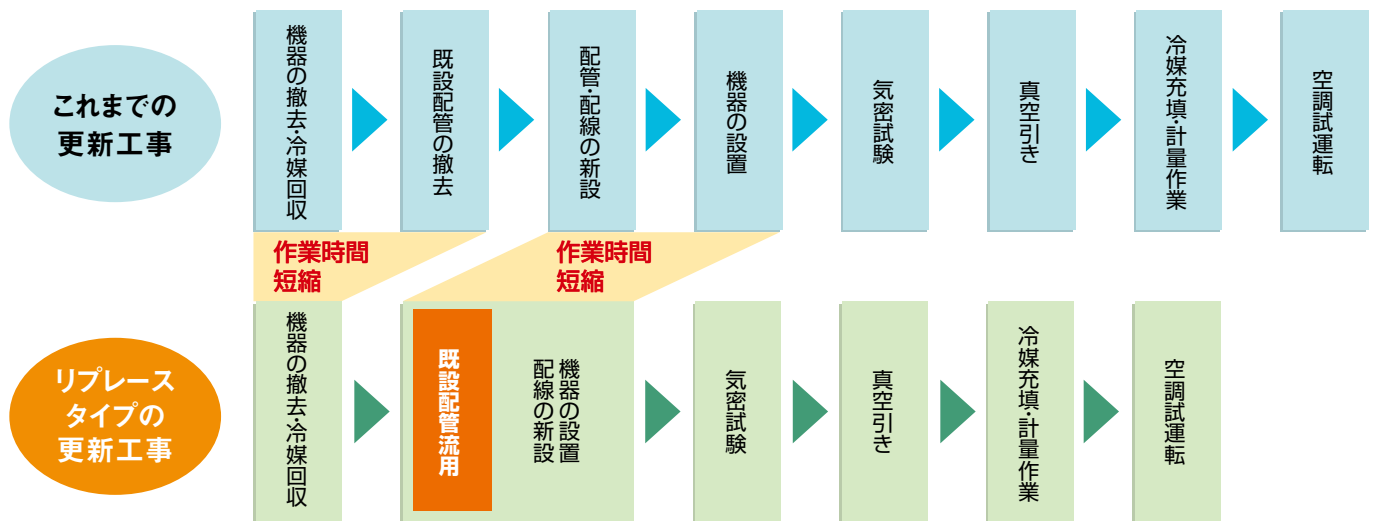 これまでの
更新工事
機器の撤去・冷媒回収
既設配管の撤去
配管・配線の新設
機器の設置
気密試験
真空引き
冷媒充填・計量作業
空調試運転
作業時間
短縮
作業時間
短縮
リプレース
タイプの
更新工事
機器の撤去・冷媒回収
既設配管流用
機器の設置
配線の新設
気密試験
真空引き
冷媒充填・計量作業
空調試運転